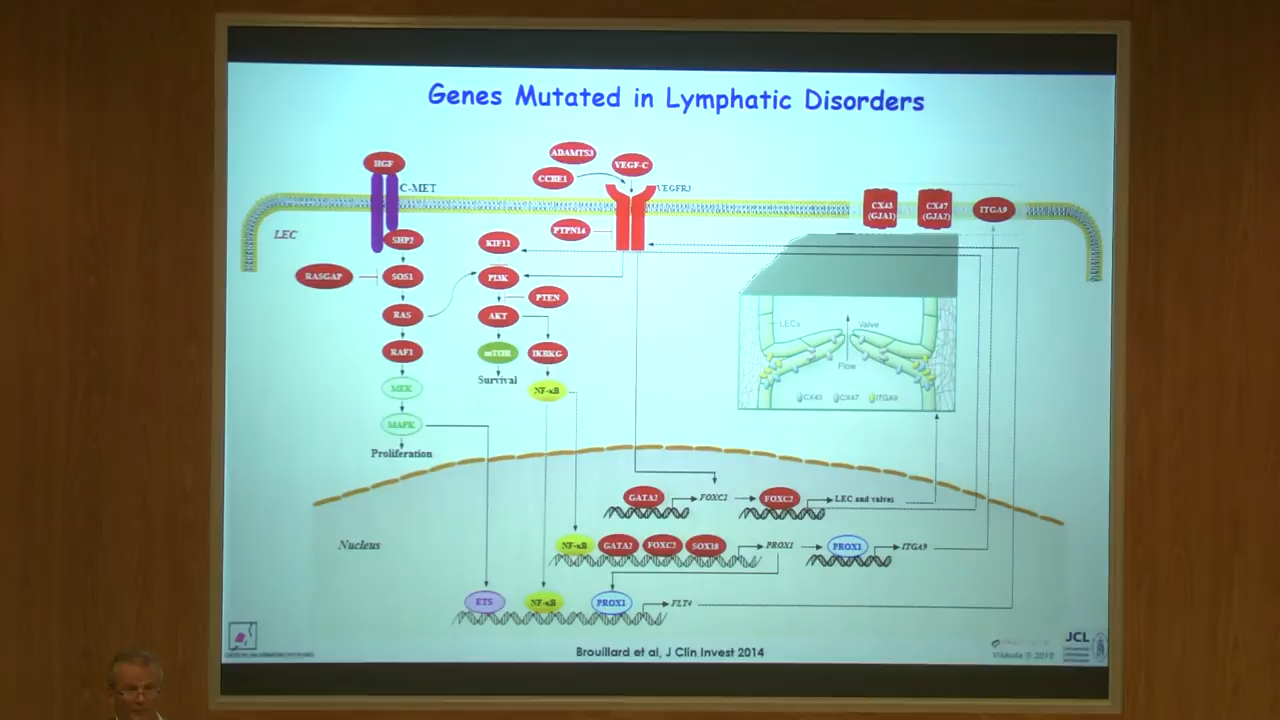 Genes Mutated in Lymphatic Disorders
HGF
C-MET
ADAMTS3
CCBE1
VEGF-C
VEGFR3
CX43
(GJA1)
CX47
(GJA2)
ITGA9
LEC
SHP2
PTPN14
KIF11
RASGAP
SOS1
PI3K
PTEN
RAS
AKT
RAF1
mTOR
IKBKG
Survival
NF-κB
MEK
MAPK
Proliferation
LECs
Valve
Flow
CX43
CX47
ITGA9
GATA2
FOXC2
FOXC2
LEC and valves
Nucleus
NF-κB
GATA2
FOXC2
SOX18
PROX1
PROX1
ITGA9
ETS
NF-κB
PROX1
FLT4
Brouillard et al, J Clin Invest 2014
Vikkula © 2018